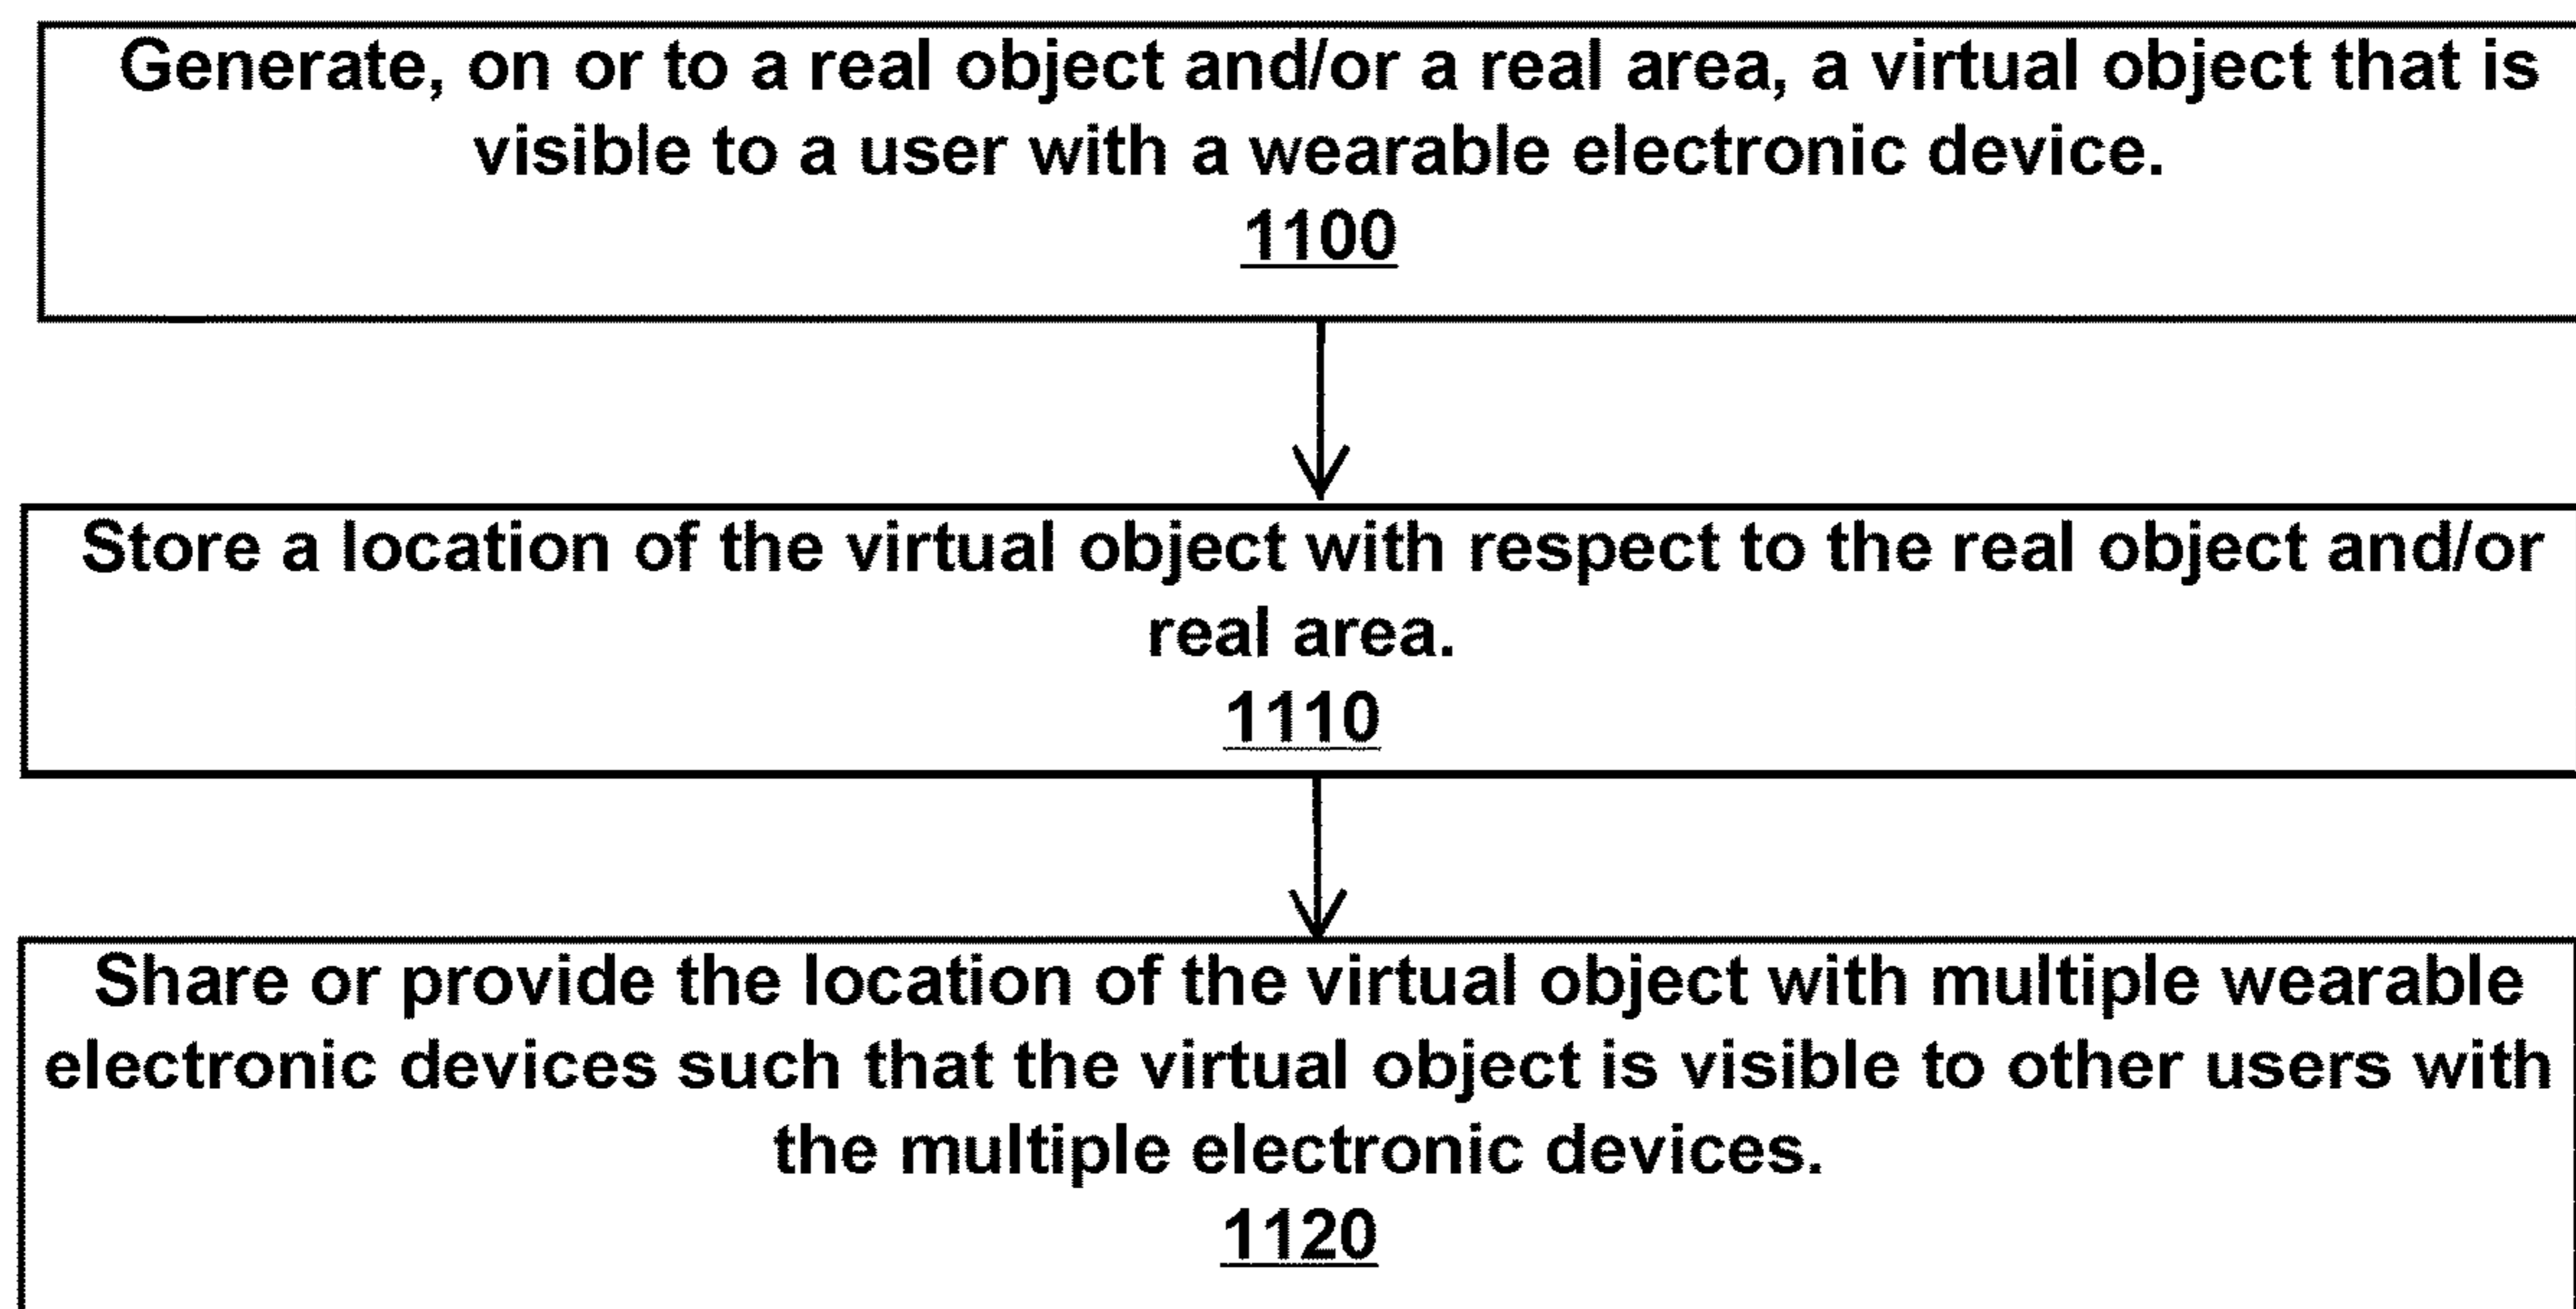 Generate, on or to a real object and/or a real area, a virtual object that is
visible to a user with a wearable electronic device.
1100
Store a location of the virtual object with respect to the real object and/or
real area.
1110
Share or provide the location of the virtual object with multiple wearable
electronic devices such that the virtual object is visible to other users with
the multiple electronic devices.
1120